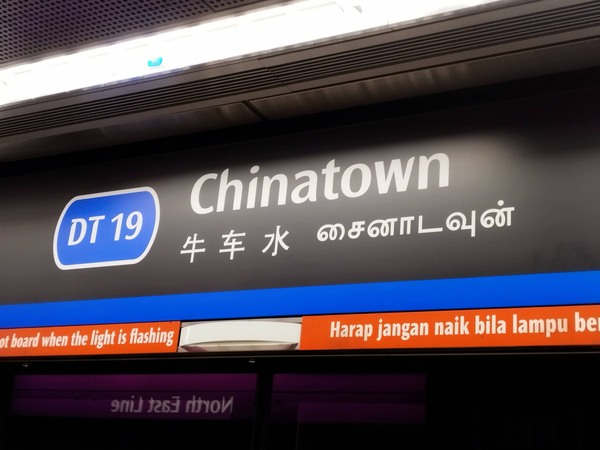 Chinatown
DT 19
牛车水 சைனாடவுன்
ot board when the light is flashing
Harap jangan naik bila lampu ber
North East Line